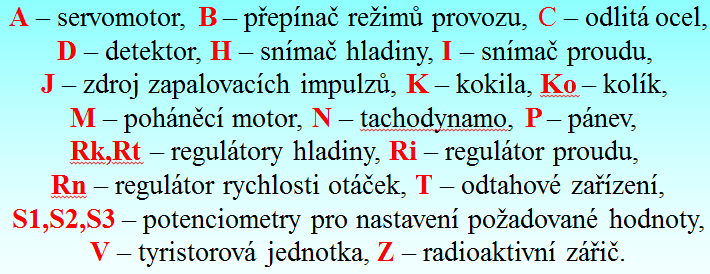 A – servomotor, B – přepínač režimů provozu, C – odlitá ocel,
D – detektor, H – snímač hladiny, I – snímač proudu,
J – zdroj zapalovacích impulzů, K – kokila, Ko – kolík,
M – poháněcí motor, N – tachodynamo, P – pánev,
Rk,Rt – regulátory hladiny, Ri – regulátor proudu,
Rn – regulátor rychlosti otáček, T – odtahové zařízení,
S1,S2,S3 – potenciometry pro nastavení požadované hodnoty,
V – tyristorová jednotka, Z – radioaktivní zářič.